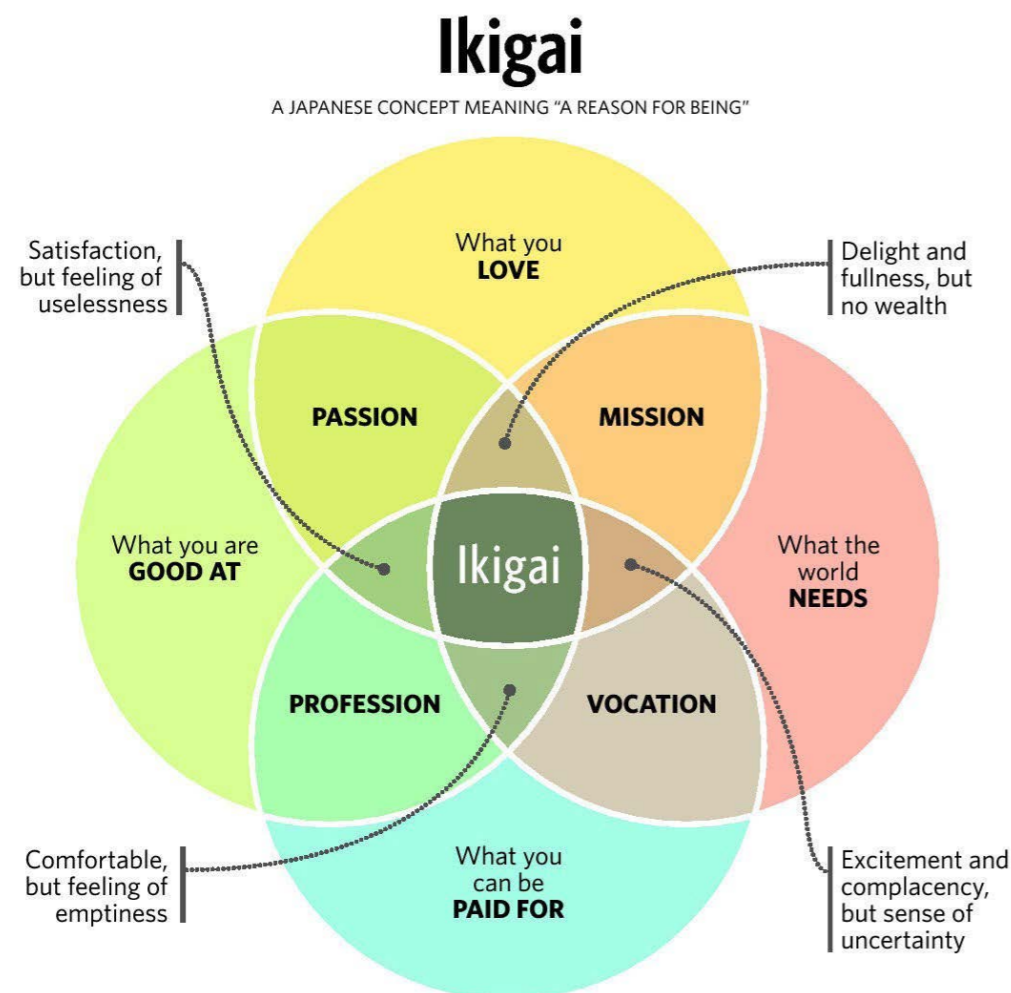 Ikigai
A JAPANESE CONCEPT MEANING “A REASON FOR BEING”
Satisfaction,
but feeling of
uselessness
What you
LOVE
Delight and
fullness, but
no wealth
PASSION
MISSION
What you are
GOOD AT
Ikigai
What the
world
NEEDS
PROFESSION
VOCATION
Comfortable,
but feeling of
emptiness
What you
can be
PAID FOR
Excitement and
complacency,
but sense of
uncertainty